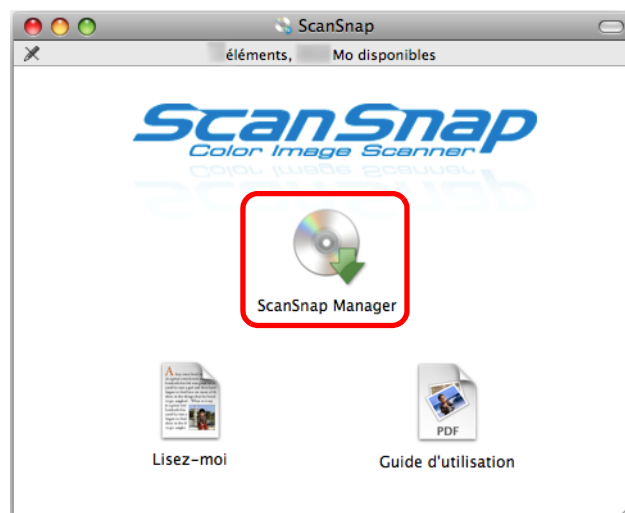 ScanSnap
éléments, Mo disponibles
ScanSnap
Color Image Scanner
ScanSnap Manager
PDF
Lisez-moi
Guide d'utilisation